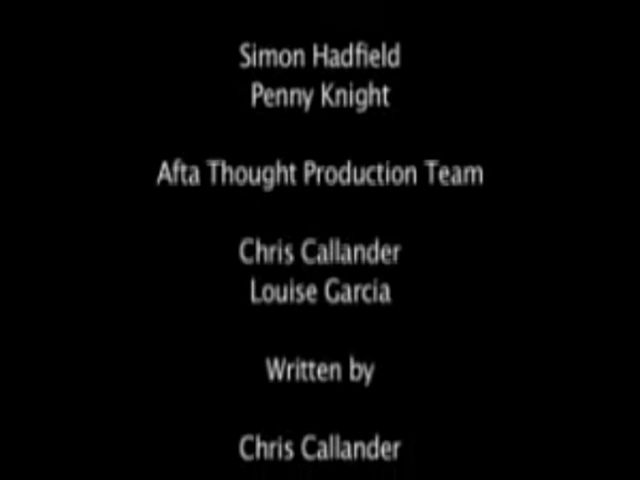 Simon Hadfield
Penny Knight
Afta Thought Production Team
Chris Callander
Louise Garcia
Written by
Chris Callander